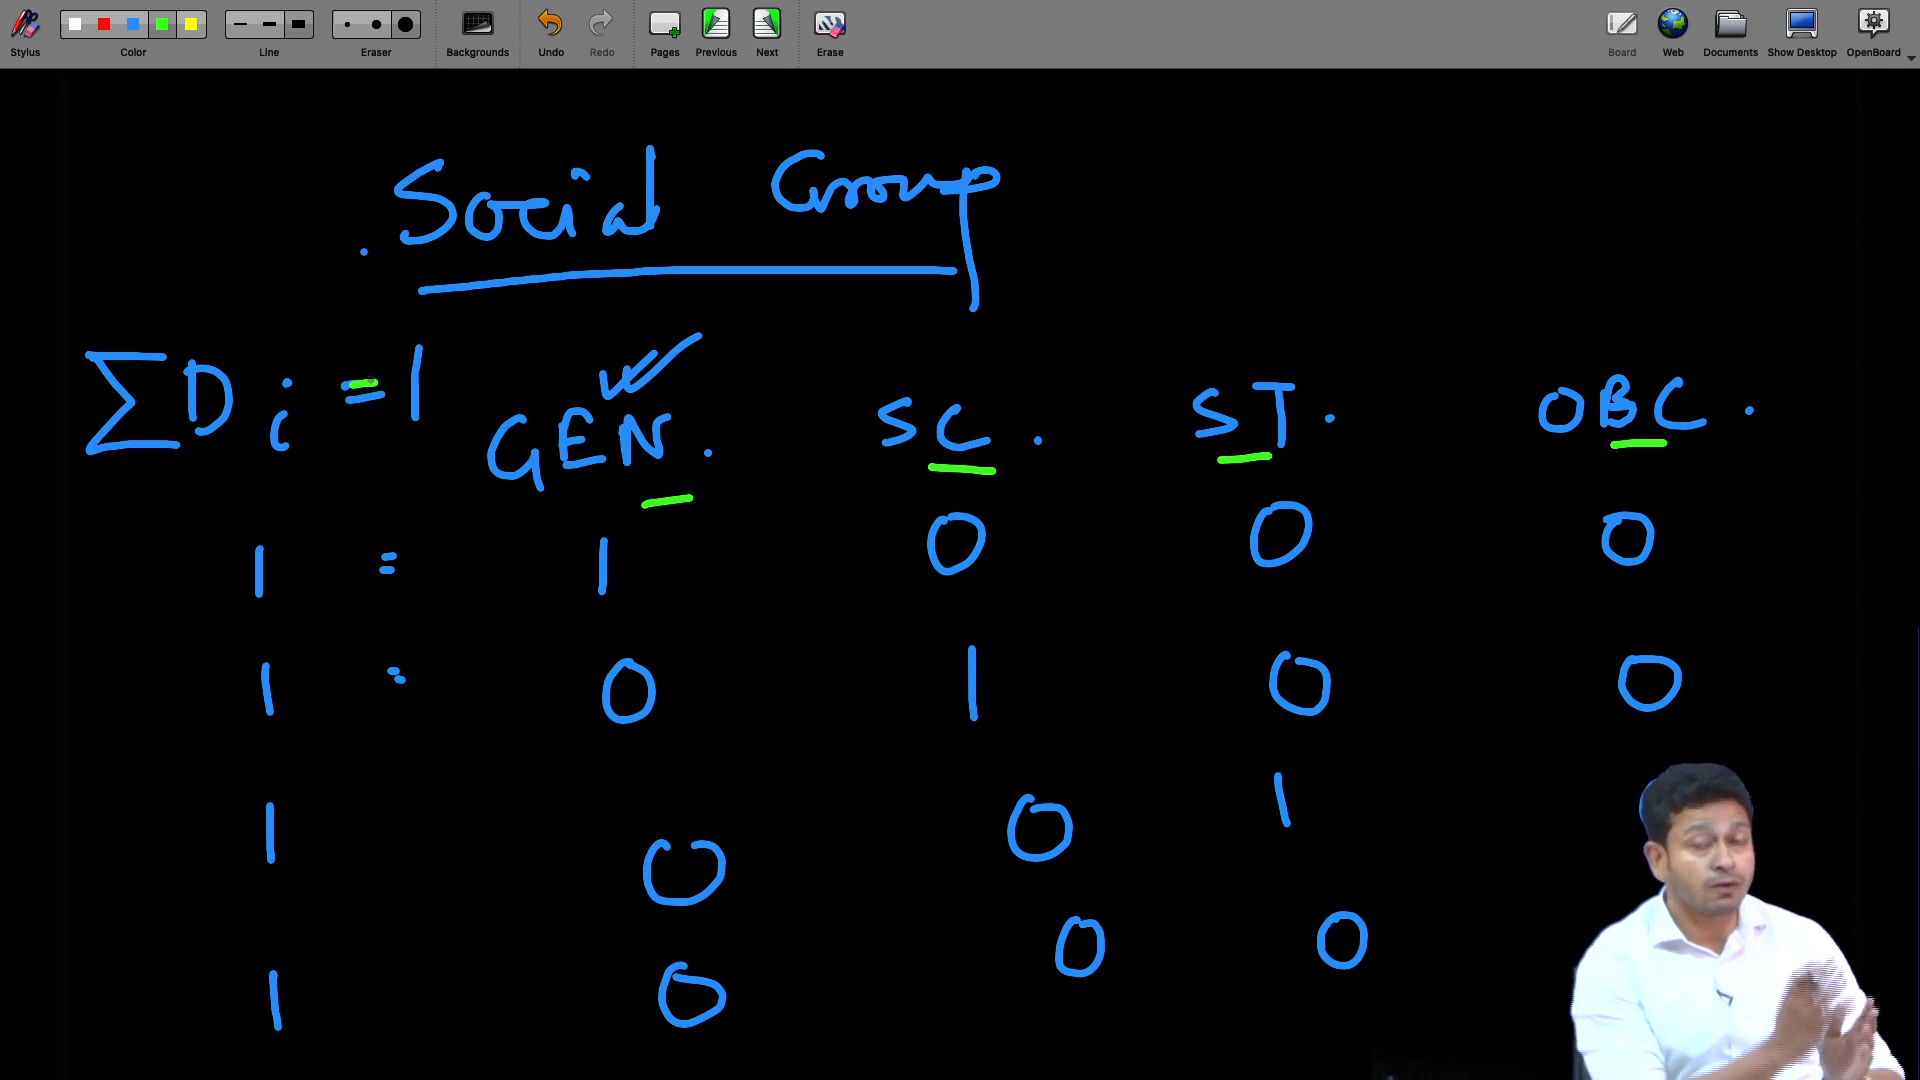 Stylus Color Line Eraser Backgrounds Undo Redo Pages Previous Next Erase Board Web Documents Show Desktop OpenBoard
Social Group
∑Di = 1 GEN. SC. ST. OBC.
1 = 1 0 0 0
1 = 0 1 0 0
1 0 0 1
1 0 0 0